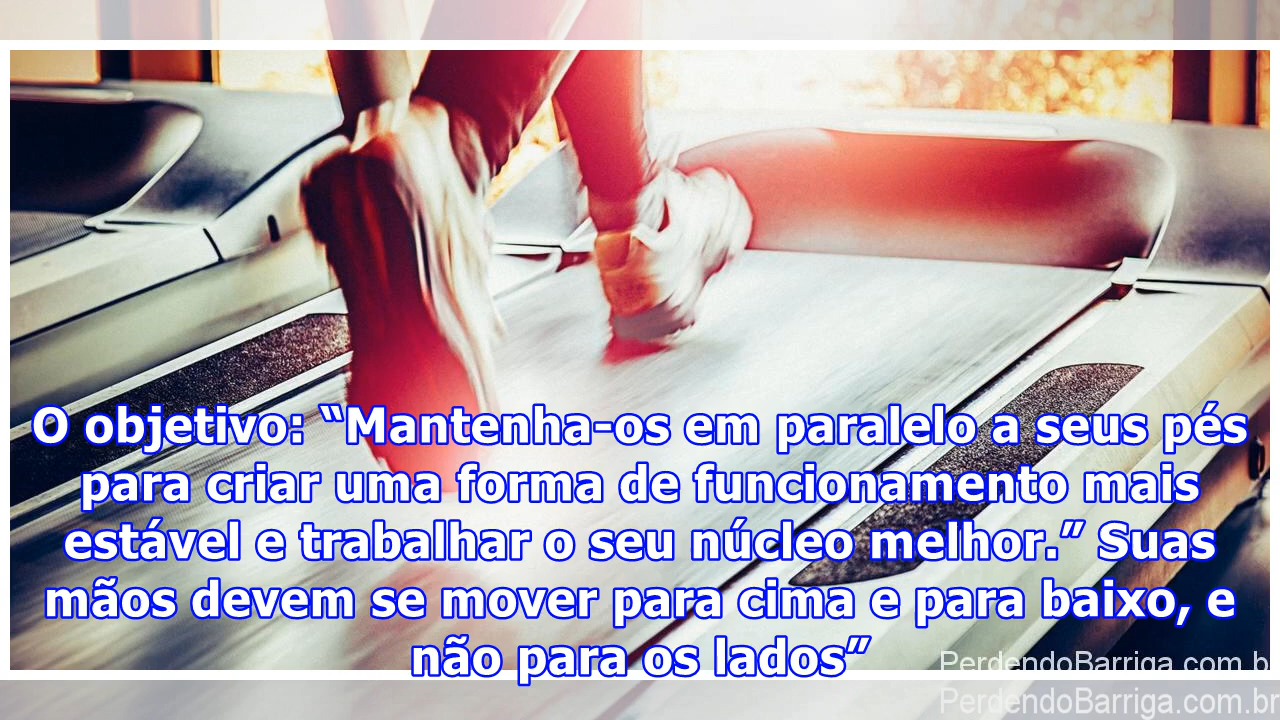 O objetivo: “Mantenha-os em paralelo a seus pés
para criar uma forma de funcionamento mais
estável e trabalhar o seu núcleo melhor.” Suas
mãos devem se mover para cima e para baixo, e
não para os lados”
PerdendoBarriga.com.b
PerdendoBarriga.com.br